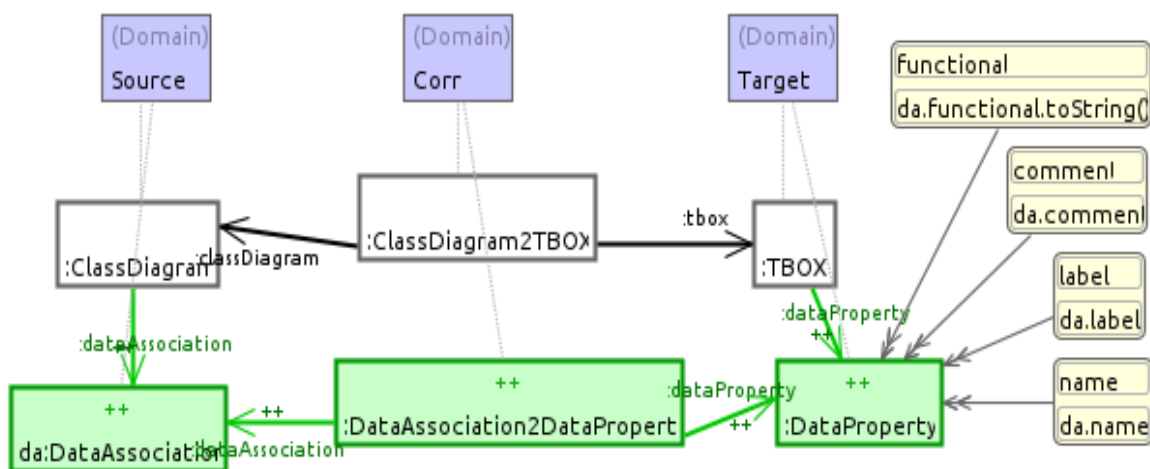 (Domain)
Source
(Domain)
Corr
(Domain)
Target
functional
da.functional.toString()
comment
da.comment
:ClassDiagram
:classDiagram
:ClassDiagram2TBOX
:tbox
:TBOX
label
da.label
:dataAssociation
++
:dataProperty
++
name
da.name
++
da:DataAssociation
++
:dataAssociation
++
:DataAssociation2DataPropert
:dataProperty
++
++
:DataProperty